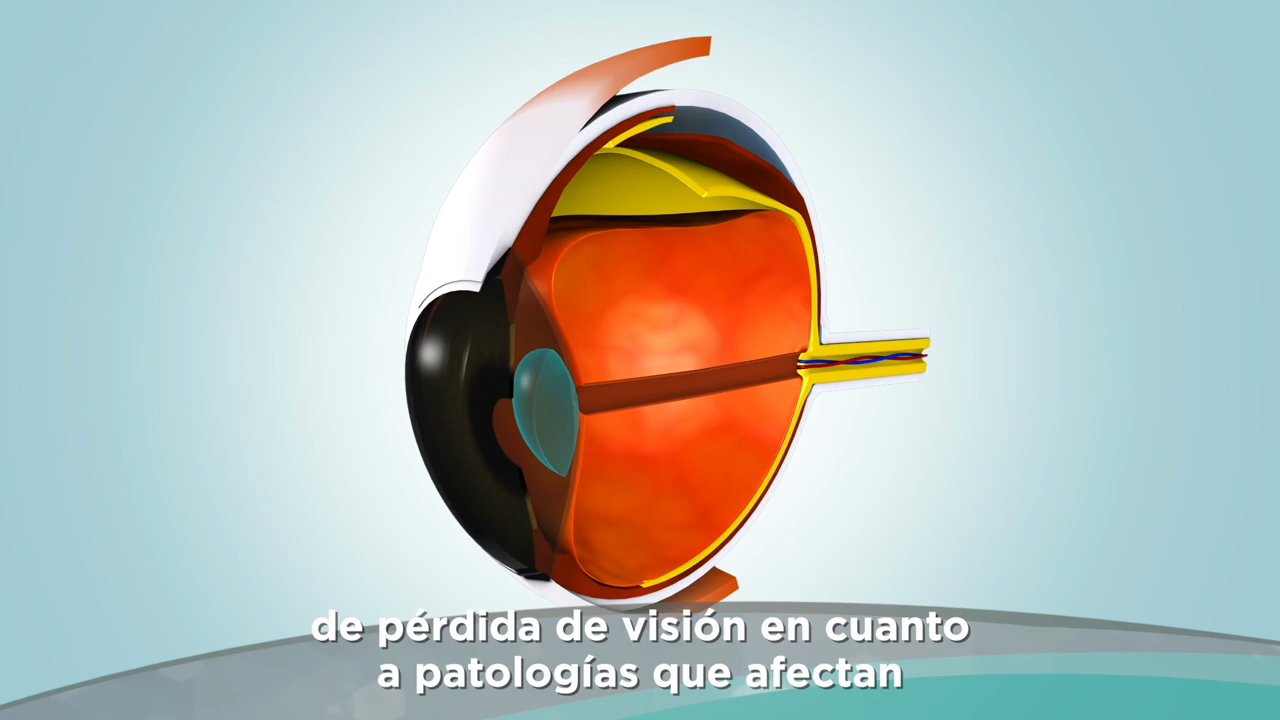 de pérdida de visión en cuanto
a patologías que afectan